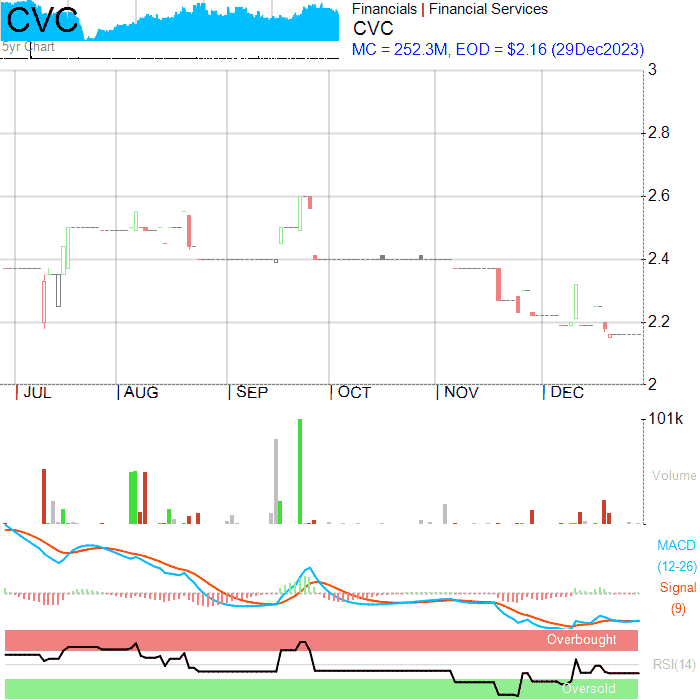 CVC
5yr Chart
Financials | Financial Services
CVC
MC = 252.3M, EOD = $2.16 (29Dec2023)
3
2.8
2.6
2.4
2.2
2
JUL AUG SEP OCT NOV DEC
101k
Volume
MACD
(12-26)
Signal
(9)
Overbought
RSI(14)
Oversold